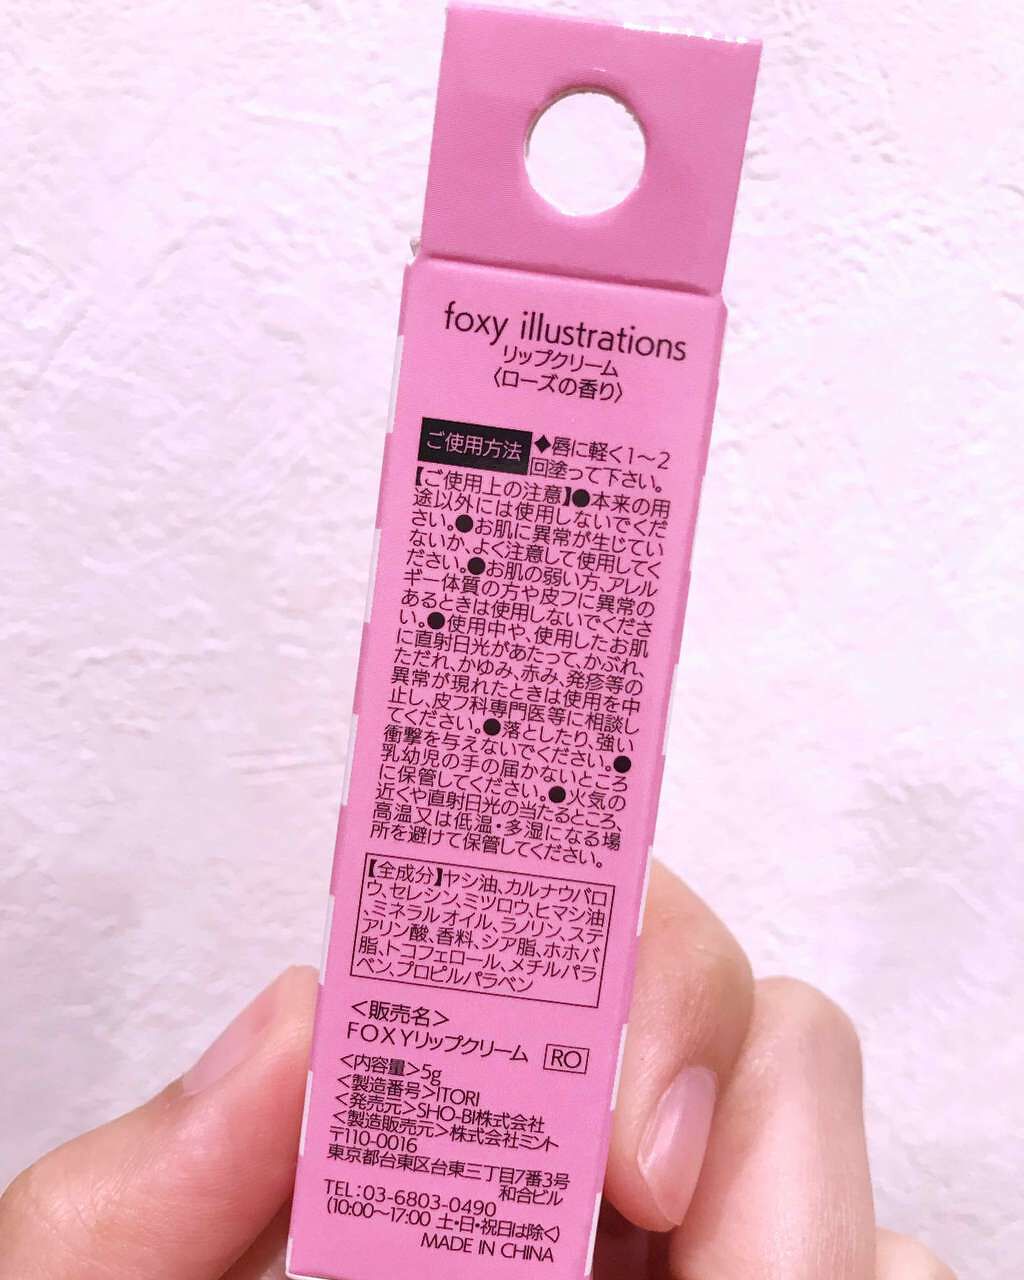 foxy illustrations
リップクリーム
〈ローズの香り〉
ご使用方法 ◆唇に軽く1～2
回塗って下さい。
【ご使用上の注意】●本来の用
途以外には使用しないでくだ
さい。●お肌に異常が生じてい
ないか、よく注意して使用してく
ださい。●お肌の弱い方、アレル
ギー体質の方や皮フに異常の
あるときは使用しないでくださ
い。●使用中や、使用したお肌
に直射日光があたって、かぶれ、
ただれ、かゆみ、赤み、発疹等の
異常が現れたときは使用を中
止し、皮フ科専門医等に相談し
てください。●落としたり、強い
衝撃を与えないでください。●
乳幼児の手の届かないところ
に保管してください。●火気の
近くや直射日光の当たるところ、
高温又は低温・多湿になる場
所を避けて保管してください。
【全成分】ヤシ油、カルナウバロ
ウ、セレシン、ミツロウ、ヒマシ油
、ミネラルオイル、ラノリン、ステ
アリン酸、香料、シア脂、ホホバ
脂、トコフェロール、メチルパラ
ベン、プロピルパラベン
＜販売名＞
FOXYリップクリーム RO
＜内容量＞5g
＜製造番号＞ITORI
＜発売元＞SHO-BI株式会社
＜製造販売元＞株式会社ミント
〒110-0016
東京都台東区台東三丁目7番3号
和合ビル
TEL：03-6803-0490
(10:00～17:00 土・日・祝日は除く)
MADE IN CHINA